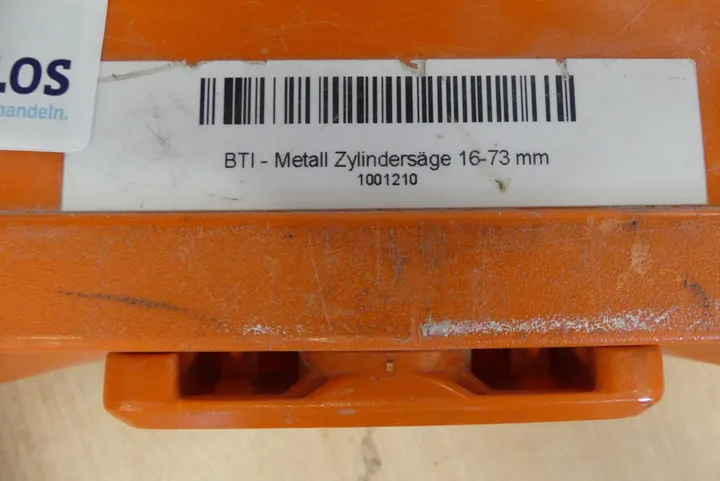 LOS
handeln.
BTI - Metall Zylindersäge 16-73 mm
1001210